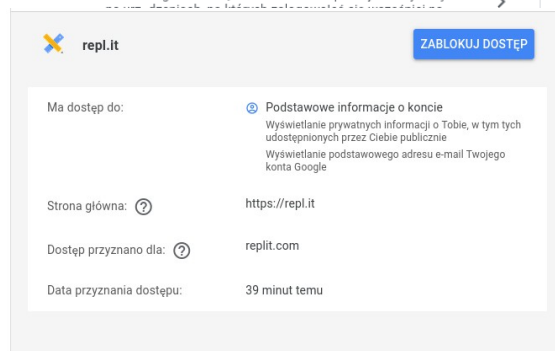 repl.it
ZABLOKUJ DOSTĘP
Ma dostęp do:
Podstawowe informacje o koncie
Wyświetlanie prywatnych informacji o Tobie, w tym tych
udostępnionych przez Ciebie publicznie
Wyświetlanie podstawowego adresu e-mail Twojego
konta Google
Strona główna: ?
https://repl.it
Dostęp przyznano dla: ?
replit.com
Data przyznania dostępu:
39 minut temu